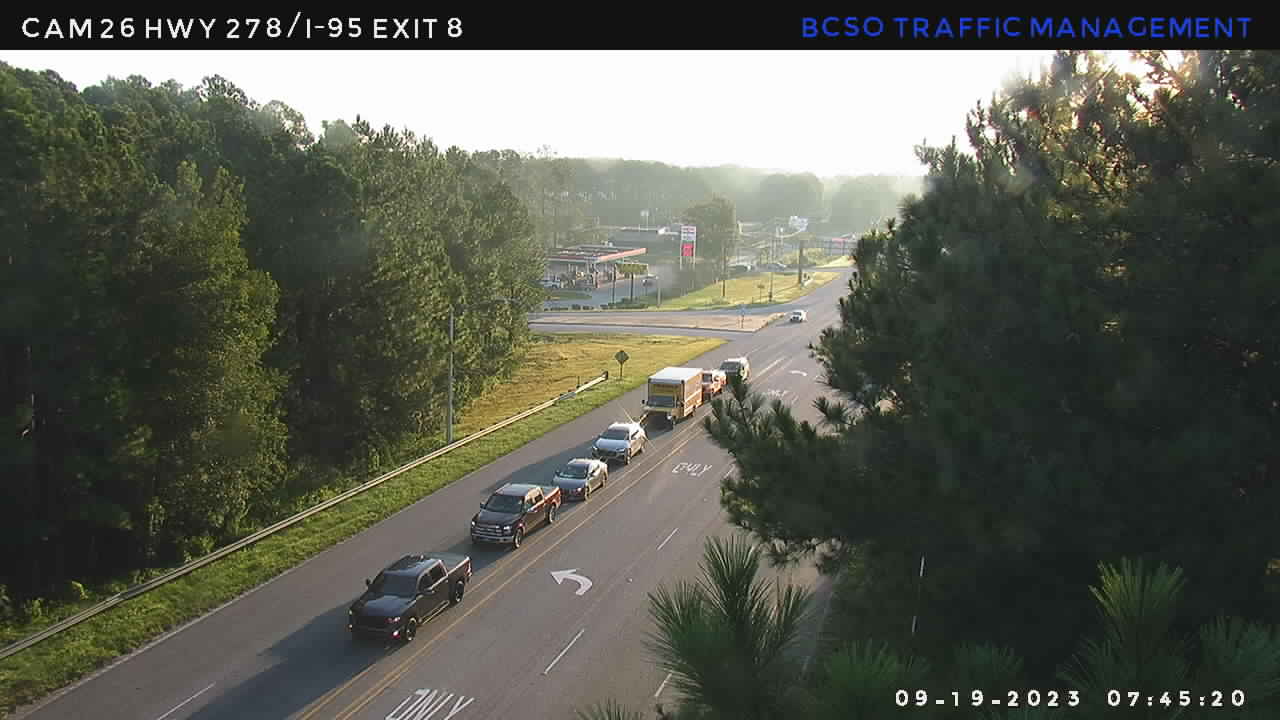 CAM 26 HWY 278/I-95 EXIT 8
BCSO TRAFFIC MANAGEMENT
ONLY
ONLY
09-19-2023 07:45:20